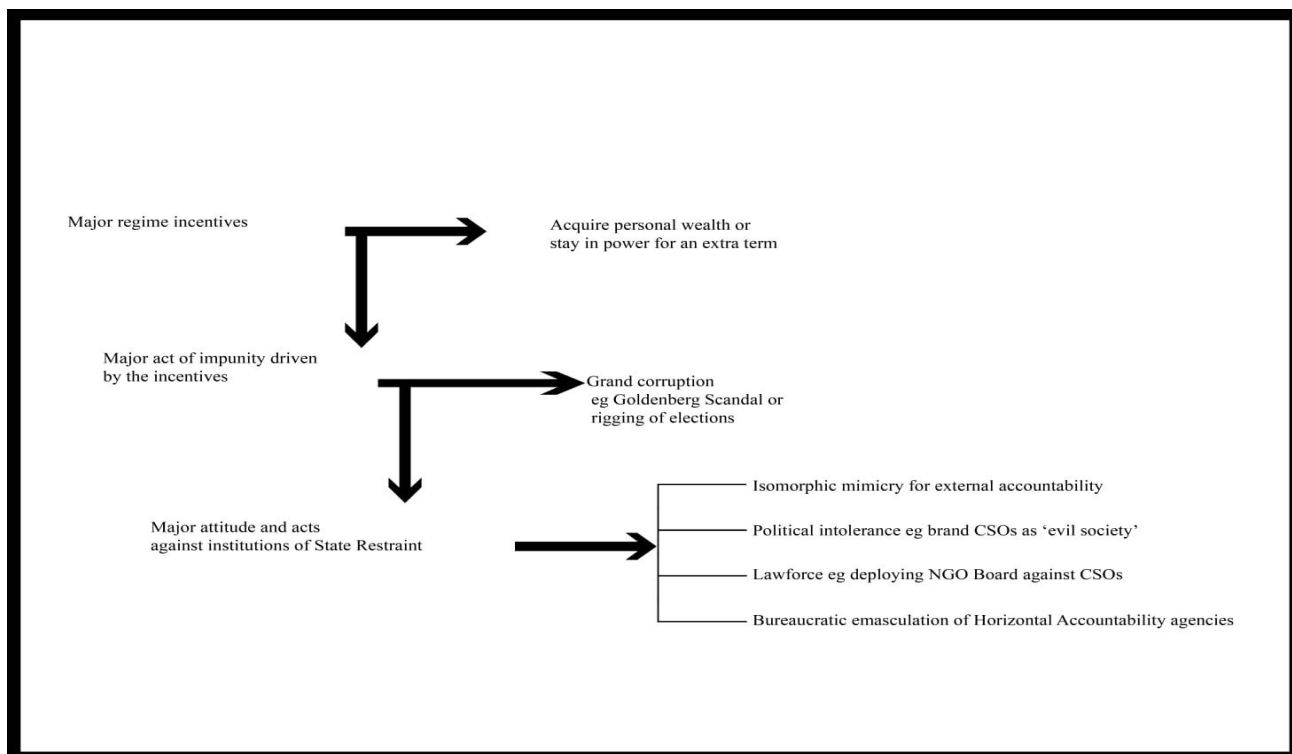 Major regime incentives
Acquire personal wealth or
stay in power for an extra term
Major act of impunity driven
by the incentives
Grand corruption
eg Goldenberg Scandal or
rigging of elections
Major attitude and acts
against institutions of State Restraint
Isomorphic mimicry for external accountability
Political intolerance eg brand CSOs as ‘evil society’
Lawforce eg deploying NGO Board against CSOs
Bureaucratic emasculation of Horizontal Accountability agencies